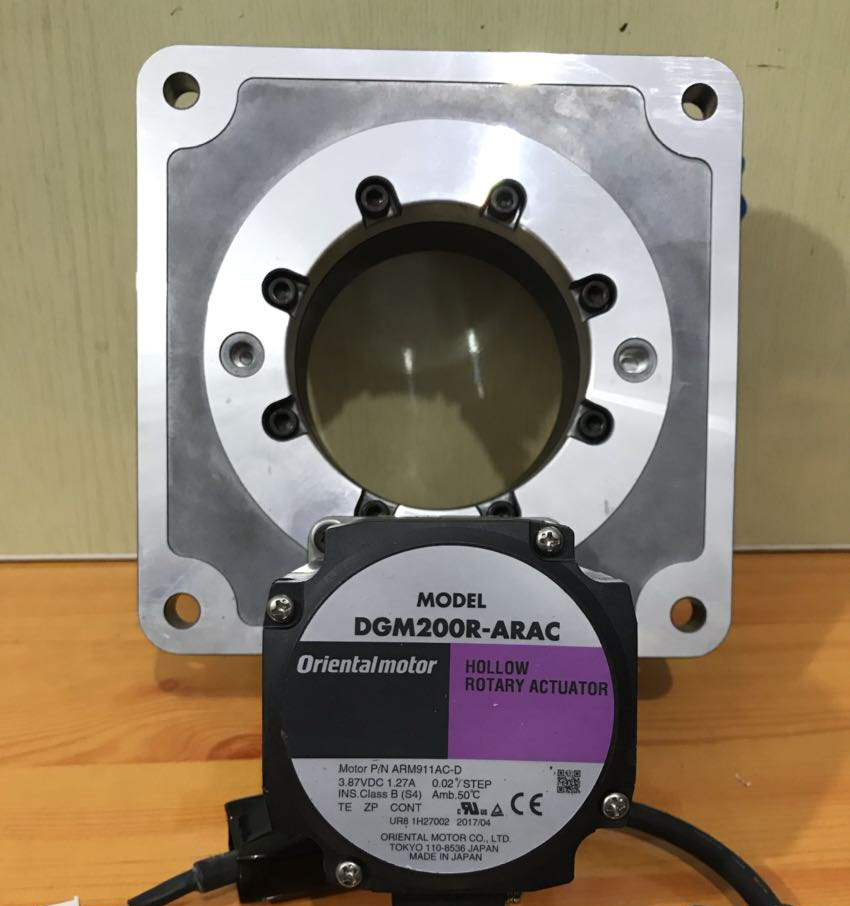 MODEL
DGM200R-ARAC
Orientalmotor
HOLLOW
ROTARY ACTUATOR
Motor P/N ARM911AC-D
3.87VDC 1.27A 0.02°/STEP
INS.Class B (S4) Amb.50℃
TE ZP CONT
UR8 1H27002 2017/04
ORIENTAL MOTOR CO., LTD.
TOKYO 110-8536 JAPAN
MADE IN JAPAN